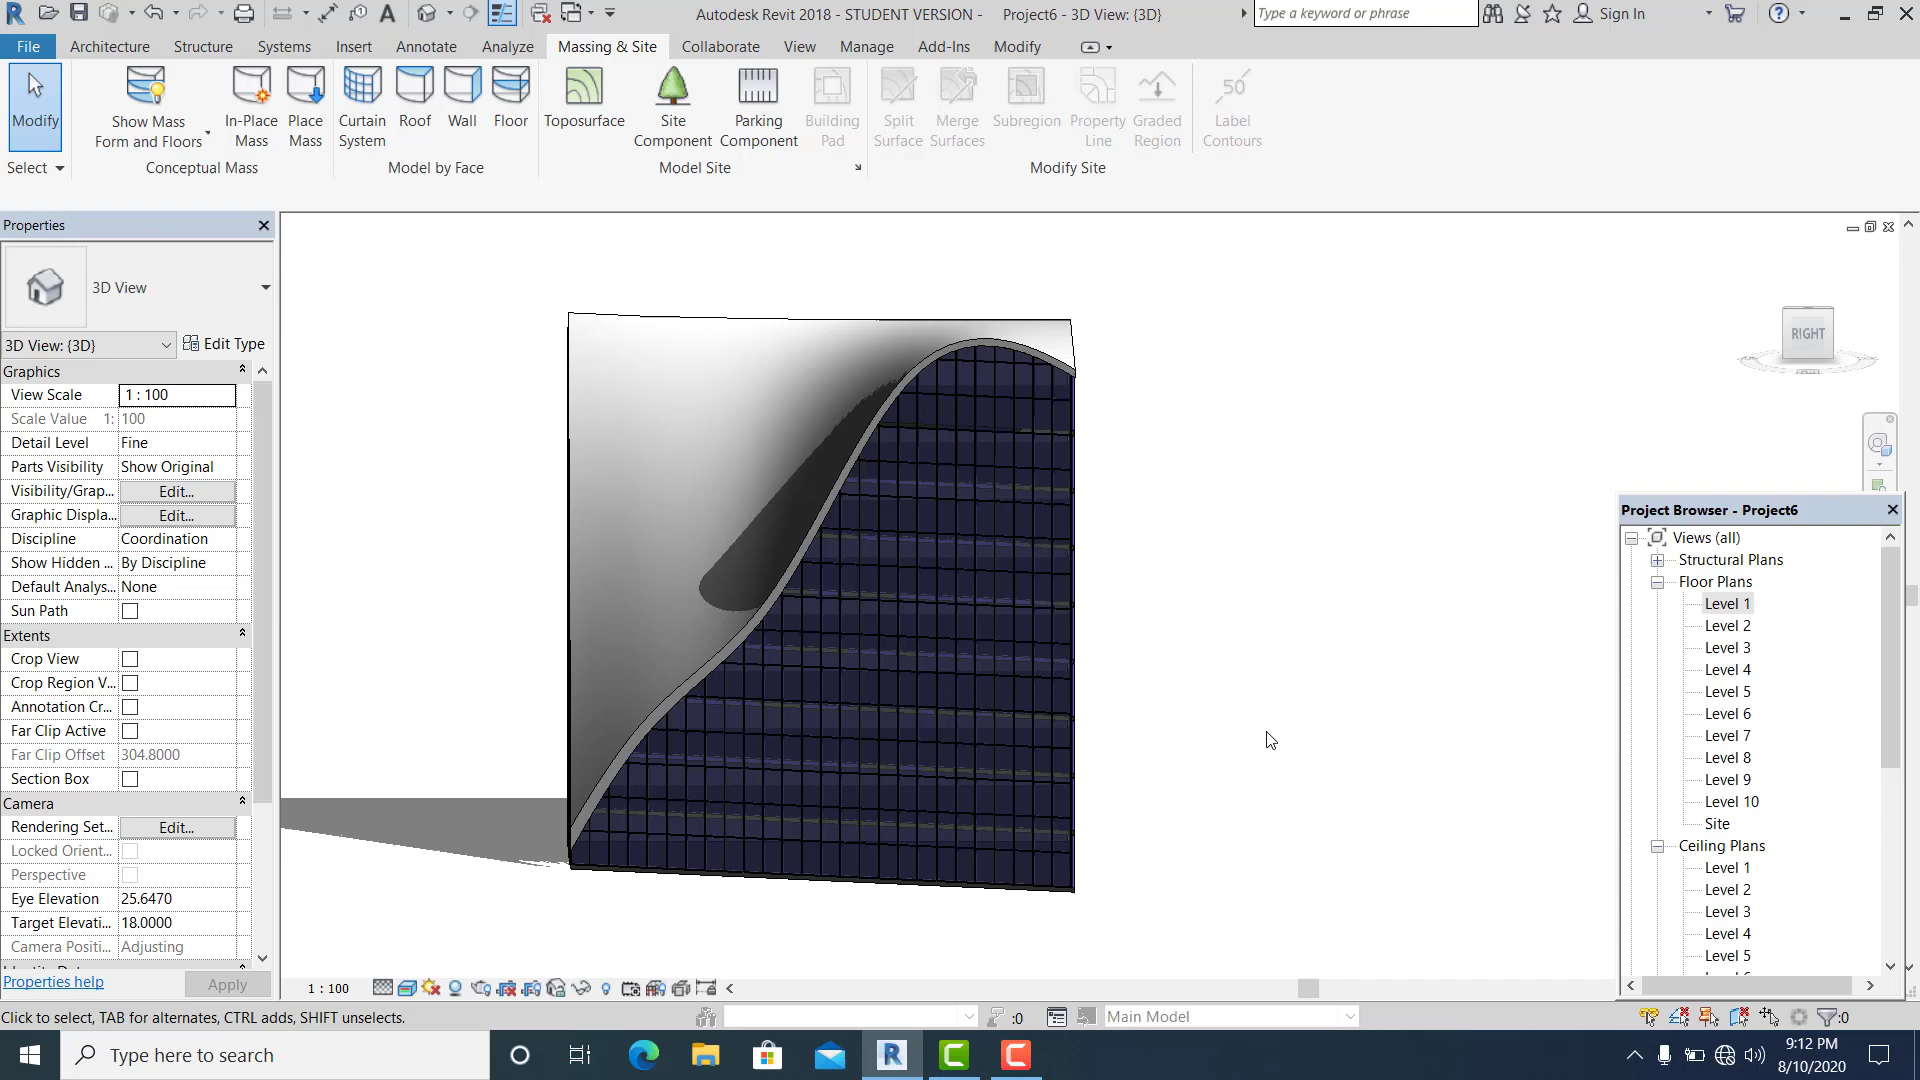 Autodesk Revit 2018 - STUDENT VERSION - Project6 - 3D View: {3D}
Type a keyword or phrase
Sign In
File Architecture Structure Systems Insert Annotate Analyze Massing & Site Collaborate View Manage Add-Ins Modify
Modify
Show Mass Form and Floors
In-Place Mass
Place Mass
Curtain System
Roof
Wall
Floor
Toposurface
Site Component
Parking Component
Building Pad
Split Surface
Merge Surfaces
Subregion
Property Line
Graded Region
50
Label Contours
Select
Conceptual Mass
Model by Face
Model Site
Modify Site
Properties
3D View
3D View: {3D}
Edit Type
Graphics
View Scale 1 : 100
Scale Value 1: 100
Detail Level Fine
Parts Visibility Show Original
Visibility/Grap... Edit...
Graphic Displa... Edit...
Discipline Coordination
Show Hidden ... By Discipline
Default Analys... None
Sun Path
Extents
Crop View
Crop Region V...
Annotation Cr...
Far Clip Active
Far Clip Offset 304.8000
Section Box
Camera
Rendering Set... Edit...
Locked Orient...
Perspective
Eye Elevation 25.6470
Target Elevati... 18.0000
Camera Positi... Adjusting
Properties help
Apply
RIGHT
Project Browser - Project6
Views (all)
Structural Plans
Floor Plans
Level 1
Level 2
Level 3
Level 4
Level 5
Level 6
Level 7
Level 8
Level 9
Level 10
Site
Ceiling Plans
Level 1
Level 2
Level 3
Level 4
Level 5
1 : 100
Click to select, TAB for alternates, CTRL adds, SHIFT unselects.
:0
Main Model
:0
Type here to search
9:12 PM
8/10/2020